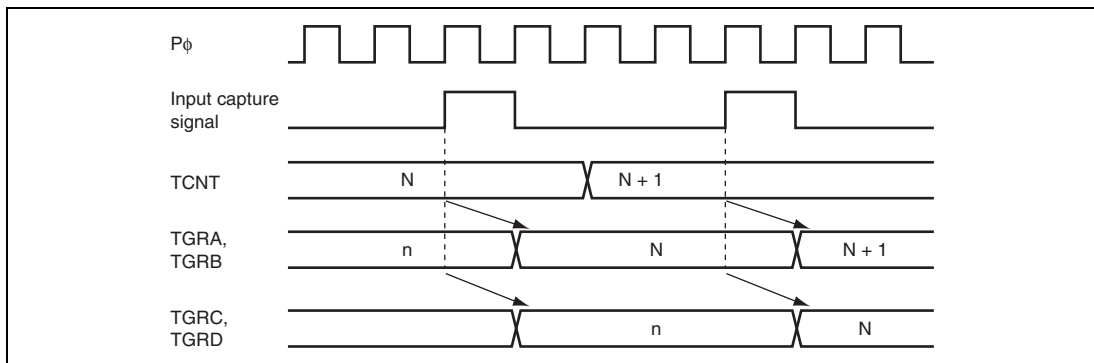 Pϕ
Input capture
signal
TCNT
N
N + 1
TGRA,
TGRB
n
N
N + 1
TGRC,
TGRD
n
N